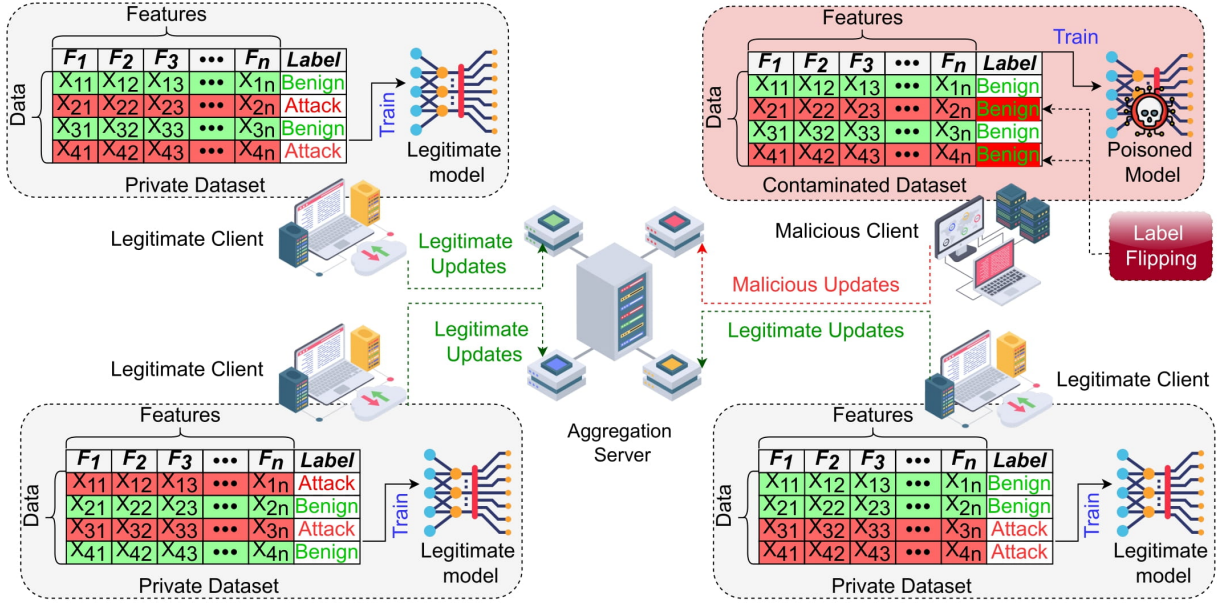 Features
F1 F2 F3 ••• Fn Label
Data
X11 X12 X13 ••• X1n Benign
X21 X22 X23 ••• X2n Attack
X31 X32 X33 ••• X3n Benign
X41 X42 X43 ••• X4n Attack
Train
Legitimate
model
Private Dataset
Features
F1 F2 F3 ••• Fn Label
Data
X11 X12 X13 ••• X1n Benign
X21 X22 X23 ••• X2n Benign
X31 X32 X33 ••• X3n Benign
X41 X42 X43 ••• X4n Benign
Train
Poisoned
Model
Contaminated Dataset
Legitimate Client
Legitimate
Updates
Malicious Client
Malicious Updates
Label
Flipping
Legitimate Client
Legitimate
Updates
Legitimate Updates
Legitimate Client
Aggregation
Server
Features
F1 F2 F3 ••• Fn Label
Data
X11 X12 X13 ••• X1n Attack
X21 X22 X23 ••• X2n Benign
X31 X32 X33 ••• X3n Attack
X41 X42 X43 ••• X4n Benign
Train
Legitimate
model
Private Dataset
Features
F1 F2 F3 ••• Fn Label
Data
X11 X12 X13 ••• X1n Benign
X21 X22 X23 ••• X2n Benign
X31 X32 X33 ••• X3n Attack
X41 X42 X43 ••• X4n Attack
Train
Legitimate
model
Private Dataset